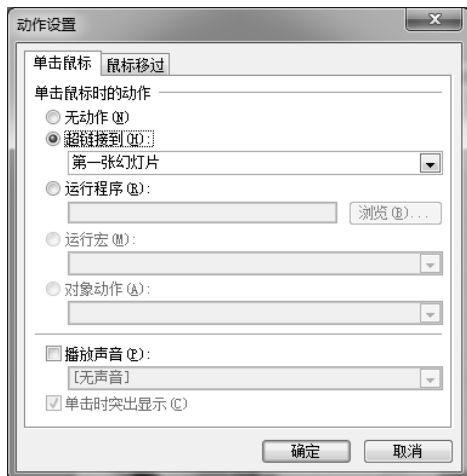 动作设置
单击鼠标 鼠标移过
单击鼠标时的动作
无动作(N)
超链接到(H):
第一张幻灯片
运行程序(R):
浏览(B)...
运行宏(M):
对象动作(A):
播放声音(P):
[无声音]
单击时突出显示(C)
确定 取消